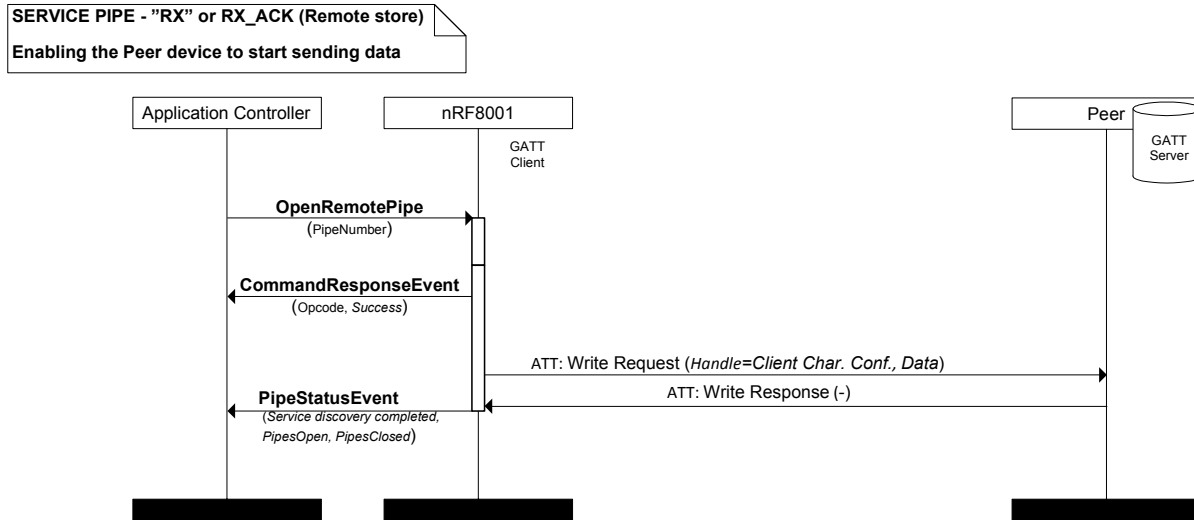 SERVICE PIPE - ”RX” or RX_ACK (Remote store)
Enabling the Peer device to start sending data
Application Controller
nRF8001
Peer
GATT
Client
GATT
Server
OpenRemotePipe
(PipeNumber)
CommandResponseEvent
(Opcode, Success)
ATT: Write Request (Handle=Client Char. Conf., Data)
ATT: Write Response (-)
PipeStatusEvent
(Service discovery completed,
PipesOpen, PipesClosed)